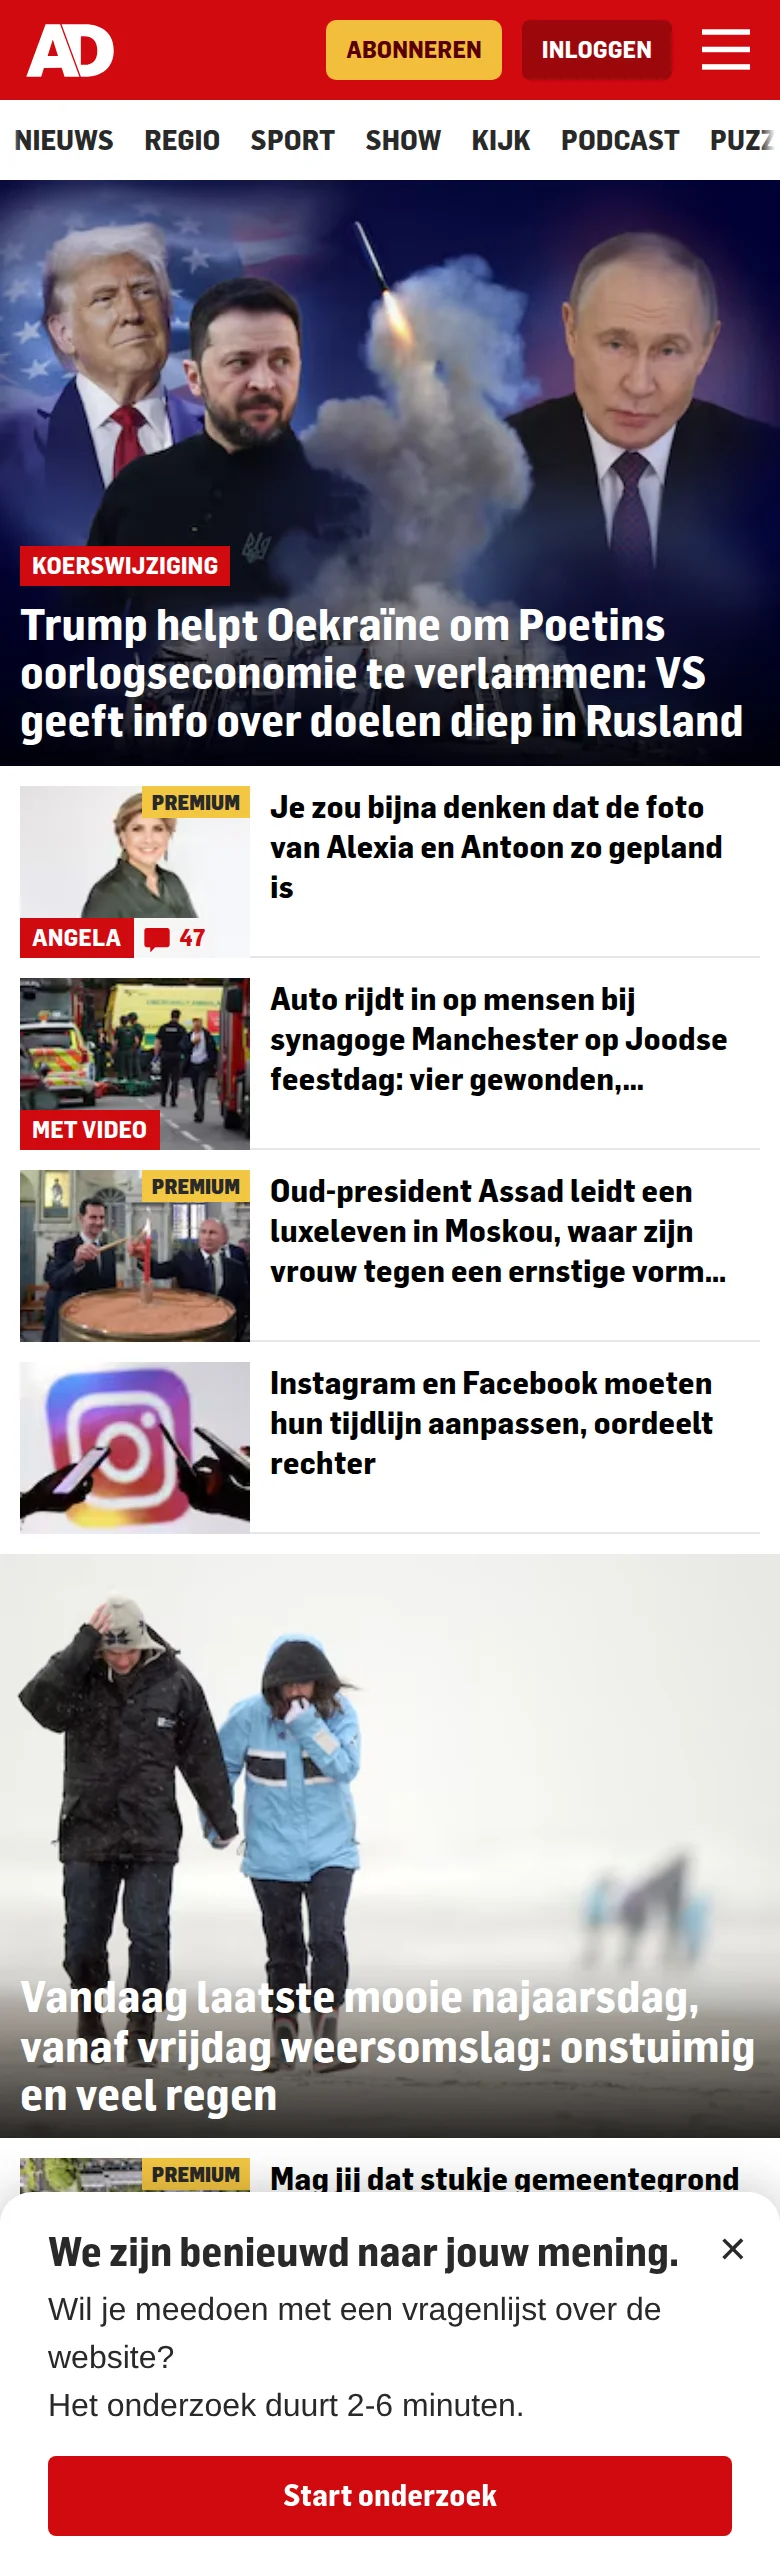 AD
ABONNEREN
INLOGGEN
NIEUWS REGIO SPORT SHOW KIJK PODCAST PUZZ
KOERSWIJZIGING
Trump helpt Oekraïne om Poetins
oorlogseconomie te verlammen: VS
geeft info over doelen diep in Rusland
PREMIUM
ANGELA 47
Je zou bijna denken dat de foto
van Alexia en Antoon zo gepland
is
MET VIDEO
Auto rijdt in op mensen bij
synagoge Manchester op Joodse
feestdag: vier gewonden,...
PREMIUM
Oud-president Assad leidt een
luxeleven in Moskou, waar zijn
vrouw tegen een ernstige vorm...
Instagram en Facebook moeten
hun tijdlijn aanpassen, oordeelt
rechter
Vandaag laatste mooie najaarsdag,
vanaf vrijdag weersomslag: onstuimig
en veel regen
PREMIUM
Mag jij dat stukje gemeentegrond
We zijn benieuwd naar jouw mening.
Wil je meedoen met een vragenlijst over de
website?
Het onderzoek duurt 2-6 minuten.
Start onderzoek